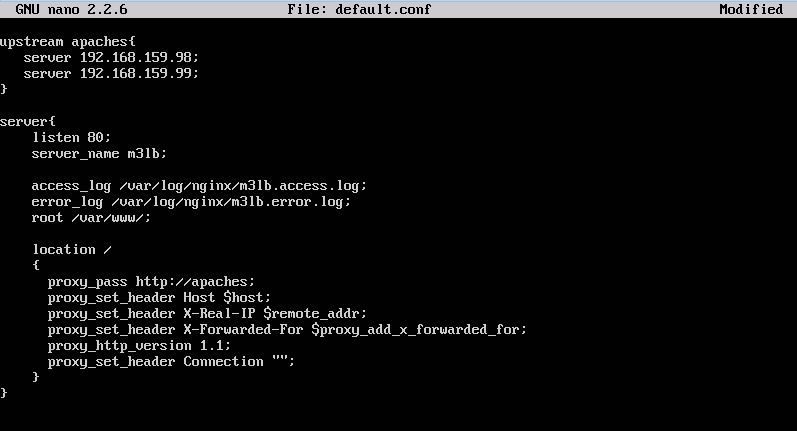 GNU nano 2.2.6 File: default.conf Modified
upstream apaches{
server 192.168.159.98;
server 192.168.159.99;
}
server{
listen 80;
server_name m3lb;
access_log /var/log/nginx/m3lb.access.log;
error_log /var/log/nginx/m3lb.error.log;
root /var/www/;
location /
{
proxy_pass http://apaches;
proxy_set_header Host $host;
proxy_set_header X-Real-IP $remote_addr;
proxy_set_header X-Forwarded-For $proxy_add_x_forwarded_for;
proxy_http_version 1.1;
proxy_set_header Connection "";
}
}